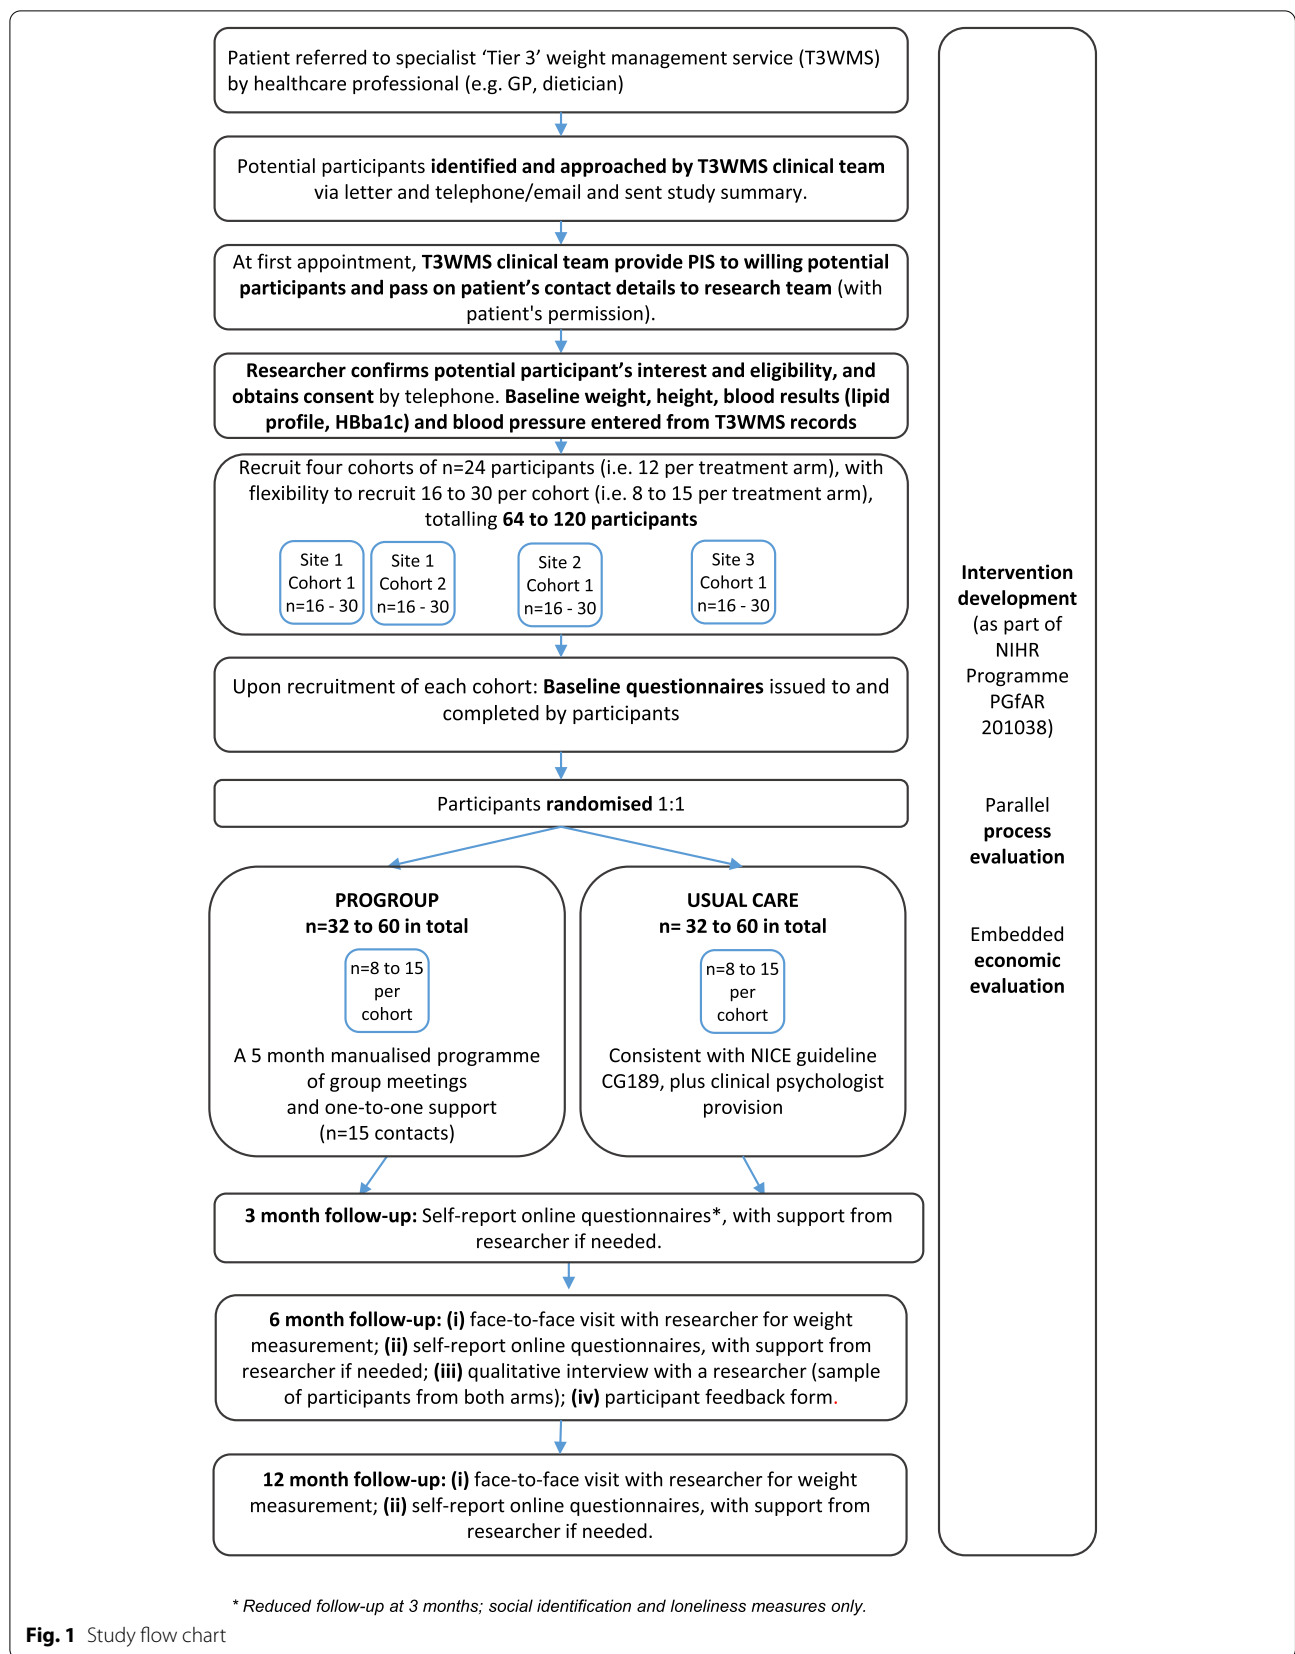 Patient referred to specialist ‘Tier 3’ weight management service (T3WMS)
by healthcare professional (e.g. GP, dietician)
Potential participants identified and approached by T3WMS clinical team
via letter and telephone/email and sent study summary.
At first appointment, T3WMS clinical team provide PIS to willing potential
participants and pass on patient’s contact details to research team (with
patient's permission).
Researcher confirms potential participant’s interest and eligibility, and
obtains consent by telephone. Baseline weight, height, blood results (lipid
profile, HBba1c) and blood pressure entered from T3WMS records
Recruit four cohorts of n=24 participants (i.e. 12 per treatment arm), with
flexibility to recruit 16 to 30 per cohort (i.e. 8 to 15 per treatment arm),
totalling 64 to 120 participants
Site 1
Cohort 1
n=16 - 30
Site 1
Cohort 2
n=16 - 30
Site 2
Cohort 1
n=16 - 30
Site 3
Cohort 1
n=16 - 30
Upon recruitment of each cohort: Baseline questionnaires issued to and
completed by participants
Participants randomised 1:1
PROGROUP
n=32 to 60 in total
n=8 to 15
per
cohort
A 5 month manualised programme
of group meetings
and one-to-one support
(n=15 contacts)
USUAL CARE
n= 32 to 60 in total
n=8 to 15
per
cohort
Consistent with NICE guideline
CG189, plus clinical psychologist
provision
3 month follow-up: Self-report online questionnaires*, with support from
researcher if needed.
6 month follow-up: (i) face-to-face visit with researcher for weight
measurement; (ii) self-report online questionnaires, with support from
researcher if needed; (iii) qualitative interview with a researcher (sample
of participants from both arms); (iv) participant feedback form.
12 month follow-up: (i) face-to-face visit with researcher for weight
measurement; (ii) self-report online questionnaires, with support from
researcher if needed.
Intervention
development
(as part of
NIHR
Programme
PGfAR
201038)
Parallel
process
evaluation
Embedded
economic
evaluation
* Reduced follow-up at 3 months; social identification and loneliness measures only.
Fig. 1 Study flow chart